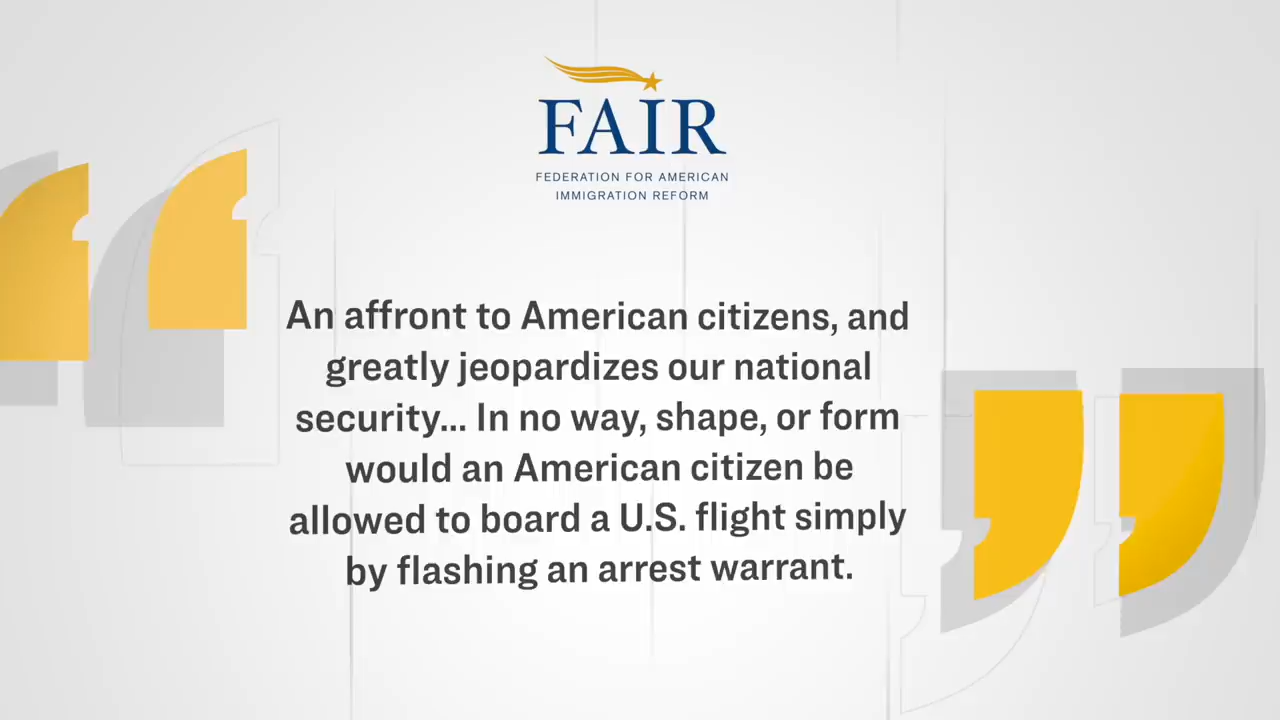 FAIR
FEDERATION FOR AMERICAN
IMMIGRATION REFORM
An affront to American citizens, and
greatly jeopardizes our national
security... In no way, shape, or form
would an American citizen be
allowed to board a U.S. flight simply
by flashing an arrest warrant.